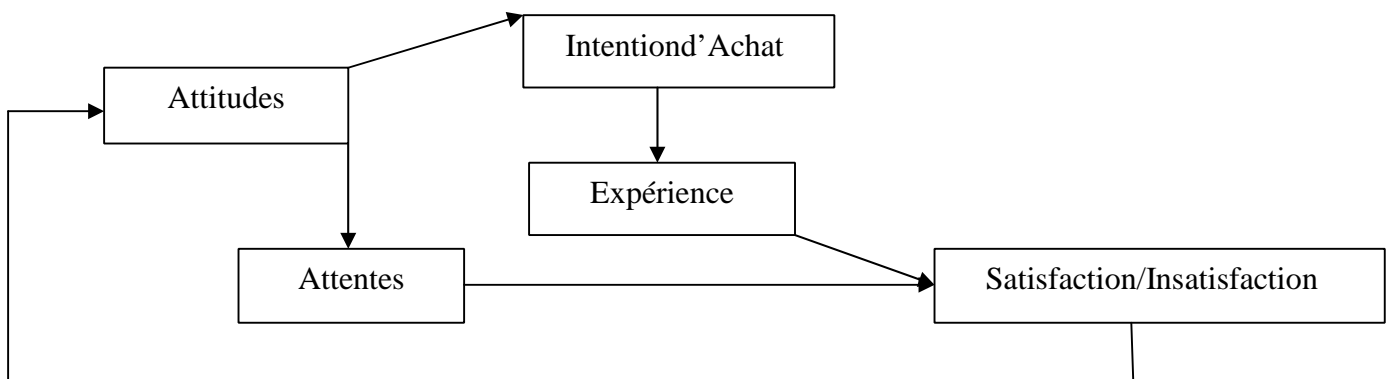 Intentiond’Achat
Attitudes
Expérience
Attentes
Satisfaction/Insatisfaction